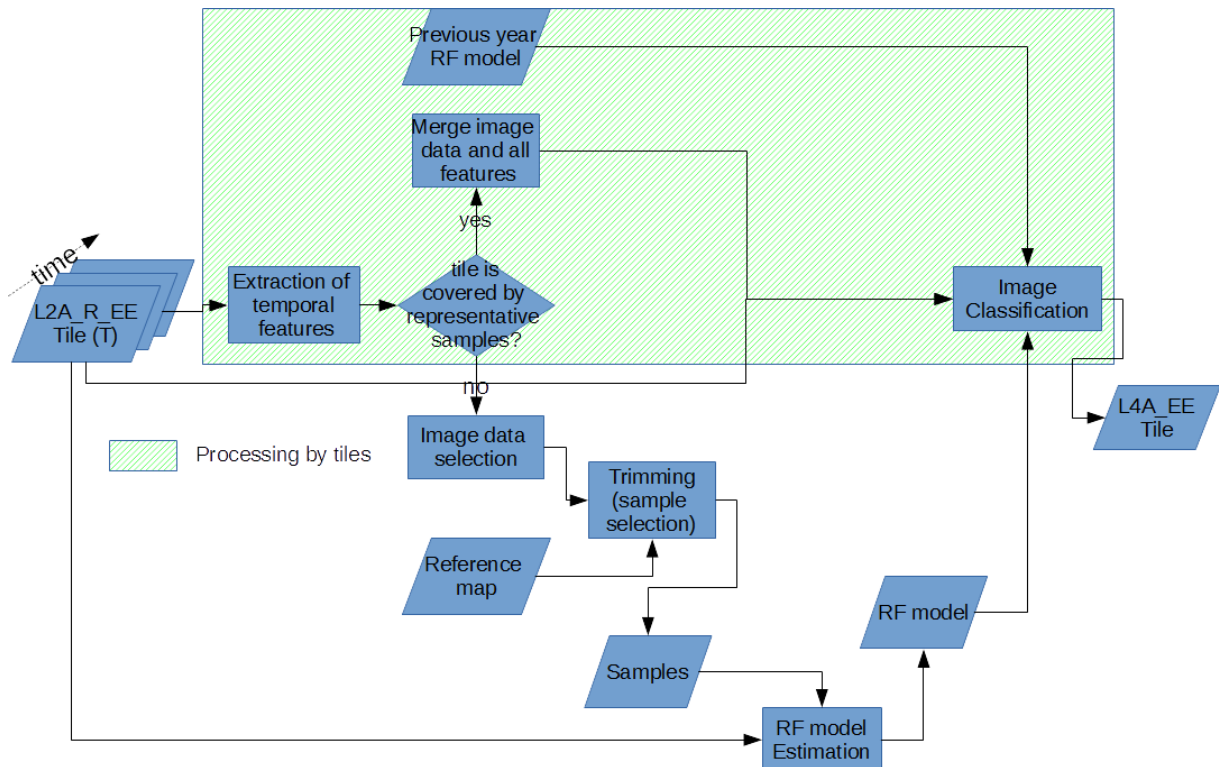 Previous year
RF model
Merge image
data and all
features
yes
time
L2A_R_EE
Tile (T)
Extraction of
temporal
features
tile is
covered by
representative
samples?
Image
Classification
no
L4A_EE
Tile
Image data
selection
Processing by tiles
Trimming
(sample
selection)
Reference
map
RF model
Samples
RF model
Estimation